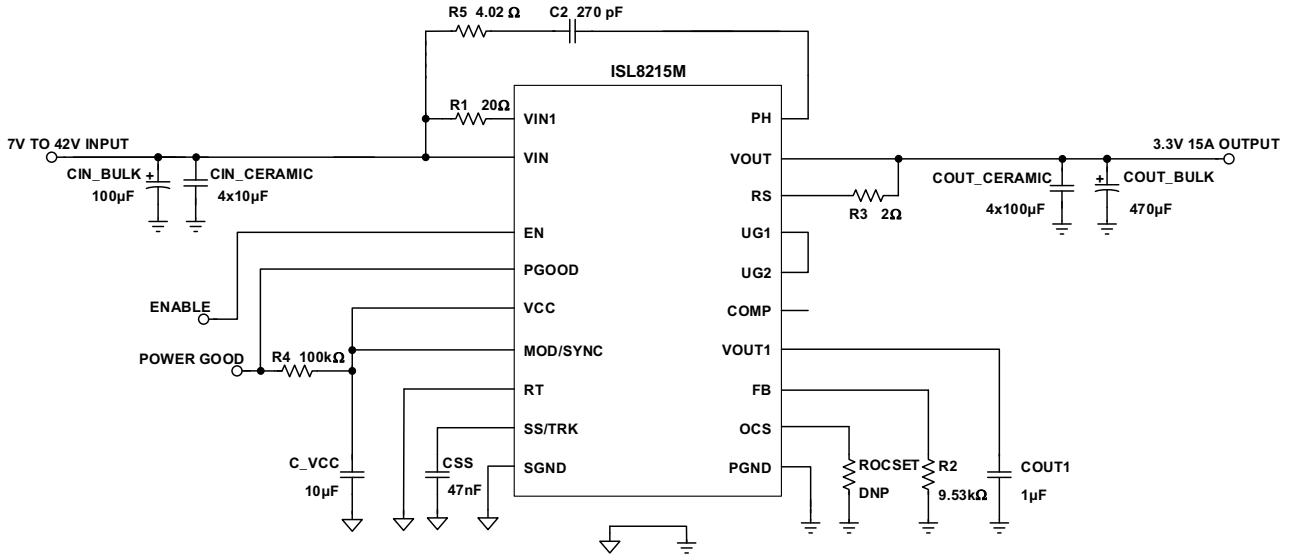 R5 4.02 Ω
C2 270 pF
ISL8215M
R1 20Ω
VIN1
PH
7V TO 42V INPUT
VIN
VOUT
3.3V 15A OUTPUT
CIN_BULK
+
100µF
CIN_CERAMIC
4x10µF
RS
R3 2Ω
COUT_CERAMIC
4x100µF
+
COUT_BULK
470µF
EN
UG1
PGOOD
UG2
ENABLE
VCC
COMP
POWER GOOD
R4 100kΩ
MOD/SYNC
VOUT1
RT
FB
SS/TRK
OCS
C_VCC
10µF
CSS
47nF
SGND
PGND
ROCSET
DNP
R2
9.53kΩ
COUT1
1µF